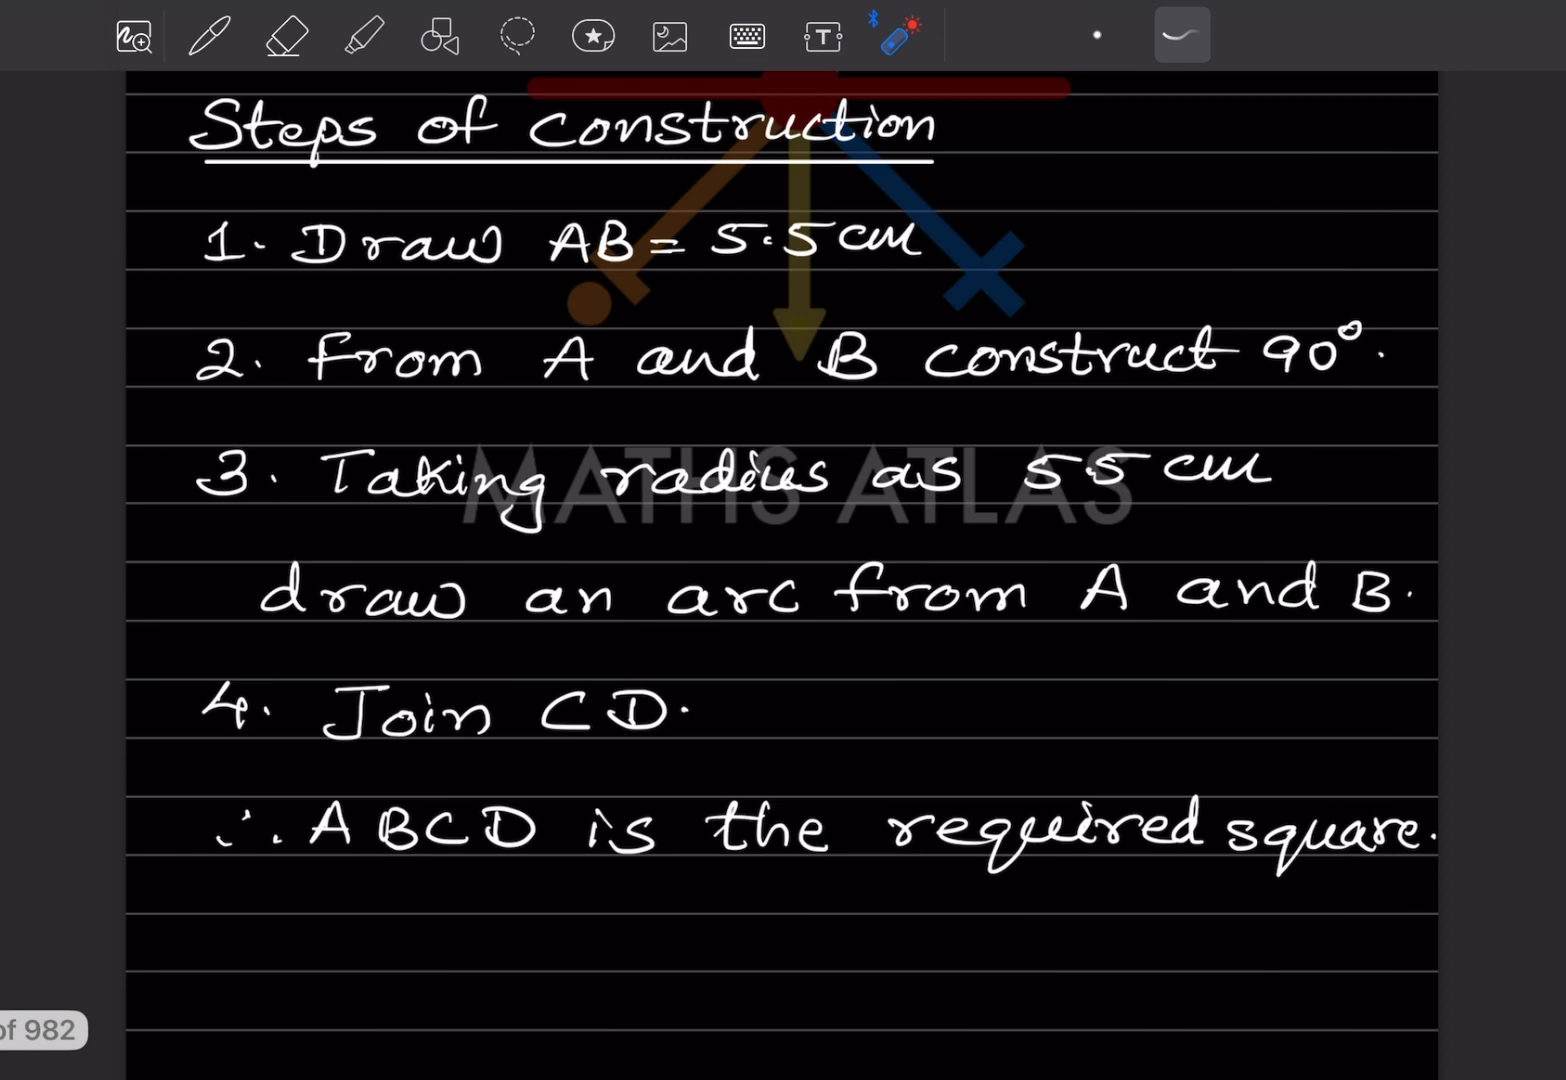 Steps of construction
1. Draw AB = 5.5 cm
2. From A and B construct 90°.
3. Taking radius as 5.5 cm
MATHS ATLAS
draw an arc from A and B.
4. Join CD.
∴ ABCD is the required square.
of 982